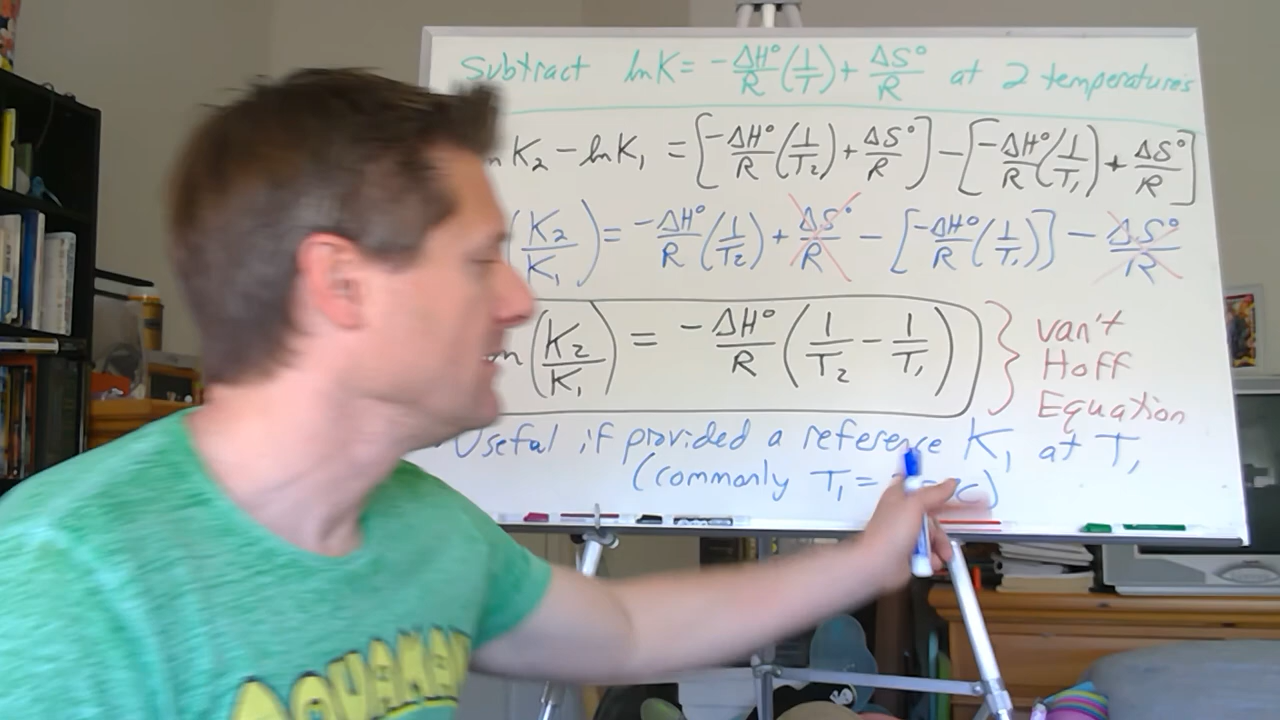 Subtract lnK = -ΔH°/R (1/T) + ΔS°/R at 2 temperatures
K₂ - lnK₁ = [-ΔH°/R (1/T₂) + ΔS°/R] - [-ΔH°/R (1/T₁) + ΔS°/R]
(K₂/K₁) = -ΔH°/R (1/T₂) + ΔS°/R - [-ΔH°/R (1/T₁)] - ΔS°/R
n(K₂/K₁) = -ΔH°/R (1/T₂ - 1/T₁)
van't
Hoff
Equation
Useful if provided a reference K₁ at T₁
(commonly T₁ =
AQUAMAN